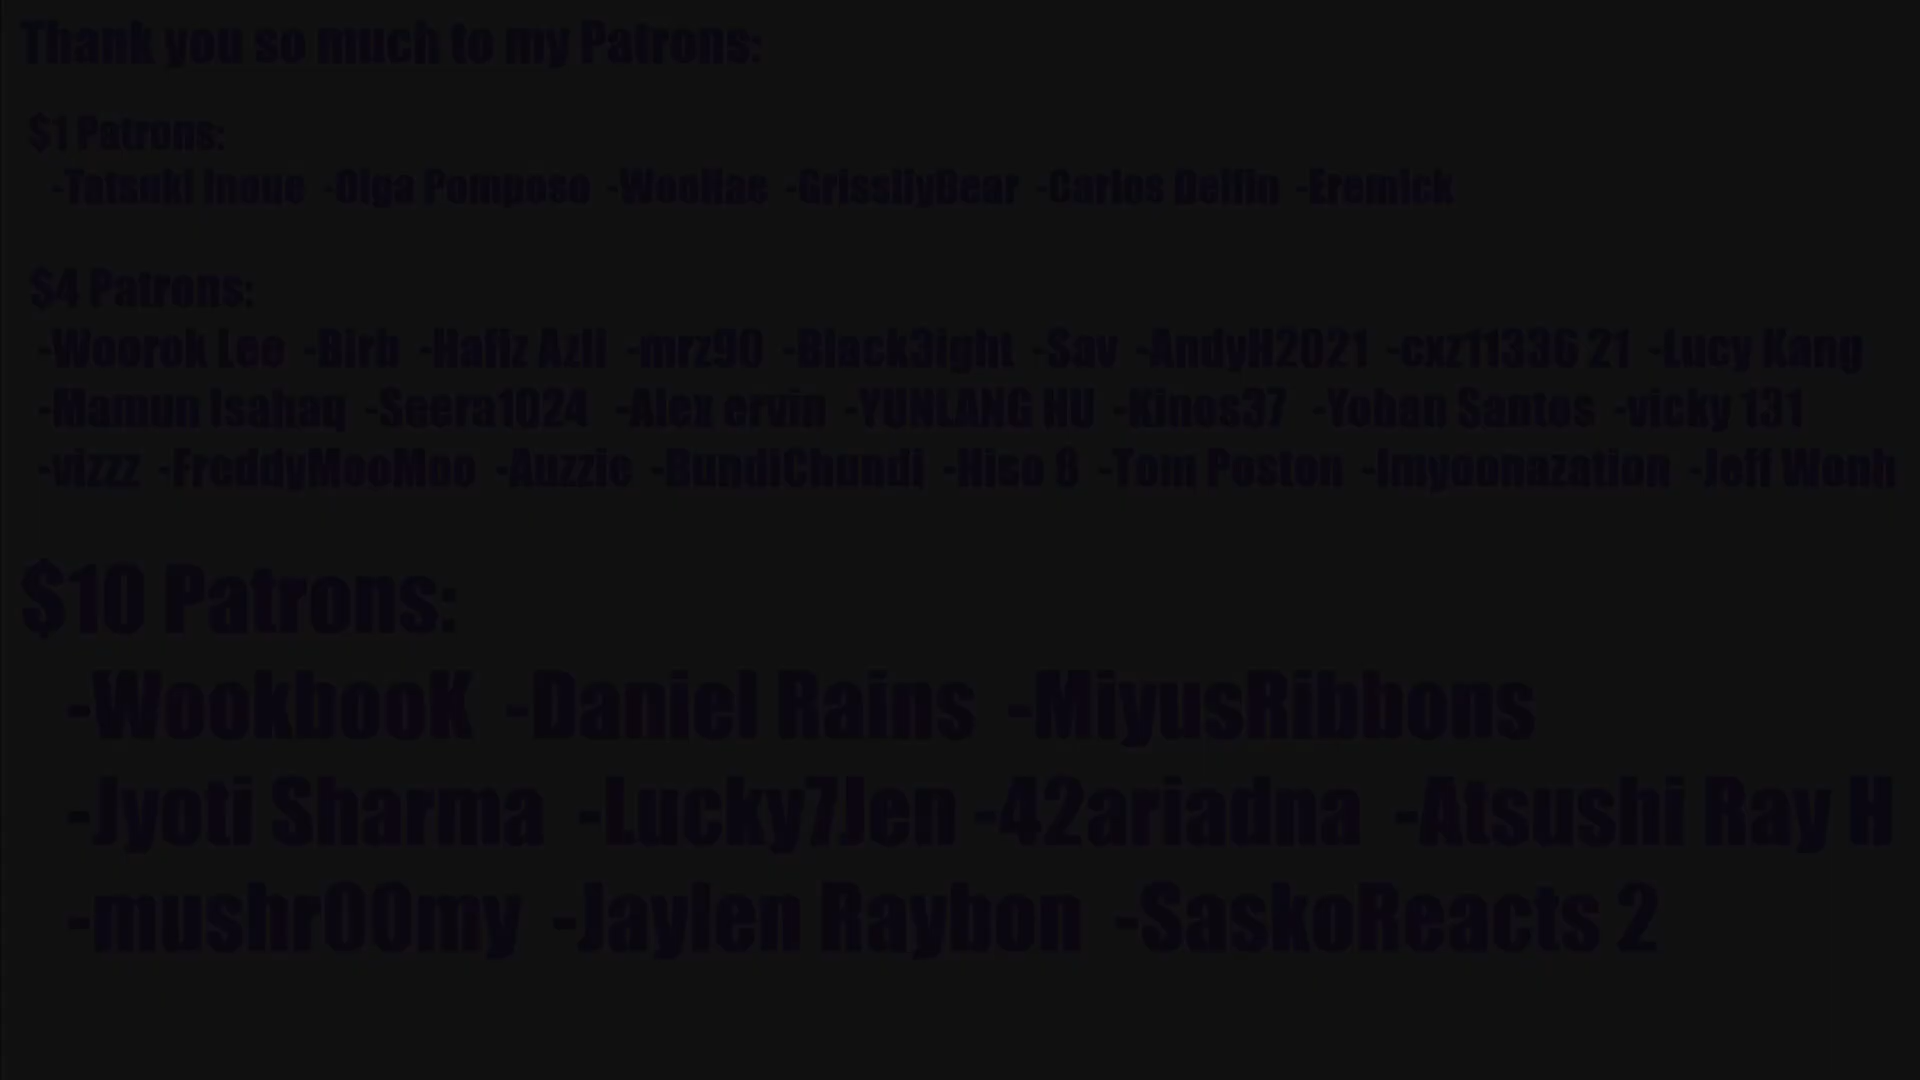 Thank you so much to my Patrons:
$1 Patrons:
-Tatsuki Inoue -Olga Pomposo -WooHae -GrissllyBear -Carlos Delfin -Eremick
$4 Patrons:
-Woorok Lee -Birb -Hafiz Azli -mrz90 -Black3ight -Sav -AndyH2021 -cxz11336 21 -Lucy Kang
-Mamun Isahaq -Seera1024 -Alex ervin -YUNLANG HU -Kinos37 -Yoban Santos -vicky 131
-vizzz -FreddyMooMoo -Auzzie -BundiChundi -Hiso 8 -Tom Poston -imyoonazation -Jeff Wonh
$10 Patrons:
-WookbooK -Daniel Rains -MiyusRibbons
-Jyoti Sharma -Lucky7Jen -42ariadna -Atsushi Ray H
-mushr00my -Jaylen Raybon -SaskoReacts 2